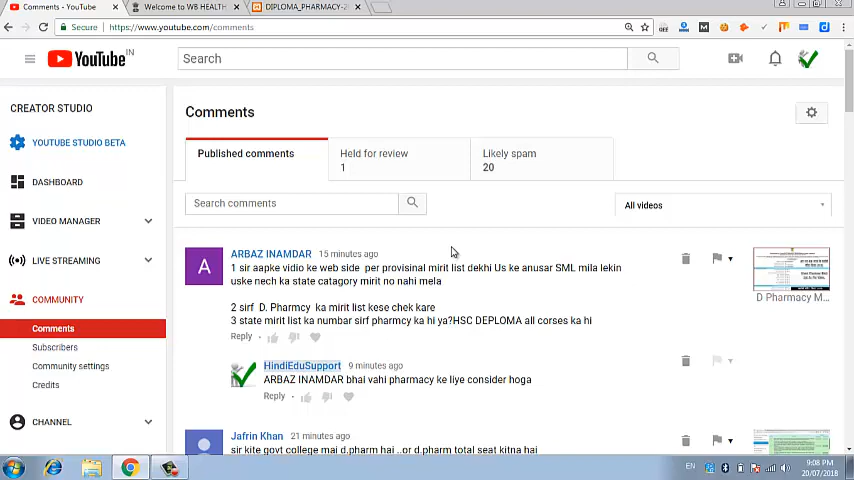 Comments - YouTube
Welcome to WB HEALTH
DIPLOMA_PHARMACY-2
Secure
https://www.youtube.com/comments
YouTube IN
Search
CREATOR STUDIO
YOUTUBE STUDIO BETA
DASHBOARD
VIDEO MANAGER
LIVE STREAMING
COMMUNITY
Comments
Subscribers
Community settings
Credits
CHANNEL
Comments
Published comments
Held for review
1
Likely spam
20
Search comments
All videos
ARBAZ INAMDAR 15 minutes ago
1 sir aapke vidio ke web side per provisinal mirit list dekhi Us ke anusar SML mila lekin
uske nech ka state catagory mirit no nahi mela
2 sirf D. Pharmcy ka mirit list kese chek kare
3 state mirit list ka numbar sirf pharmcy ka hi ya?HSC DEPLOMA all corses ka hi
Reply
D Pharmacy M...
HindiEduSupport 9 minutes ago
ARBAZ INAMDAR bhai vahi pharmacy ke liye consider hoga
Reply
Jafrin Khan 21 minutes ago
sir kite govt college mai d.pharm hai ..or d.pharm total seat kitna hai
EN
9:08 PM
20/07/2018